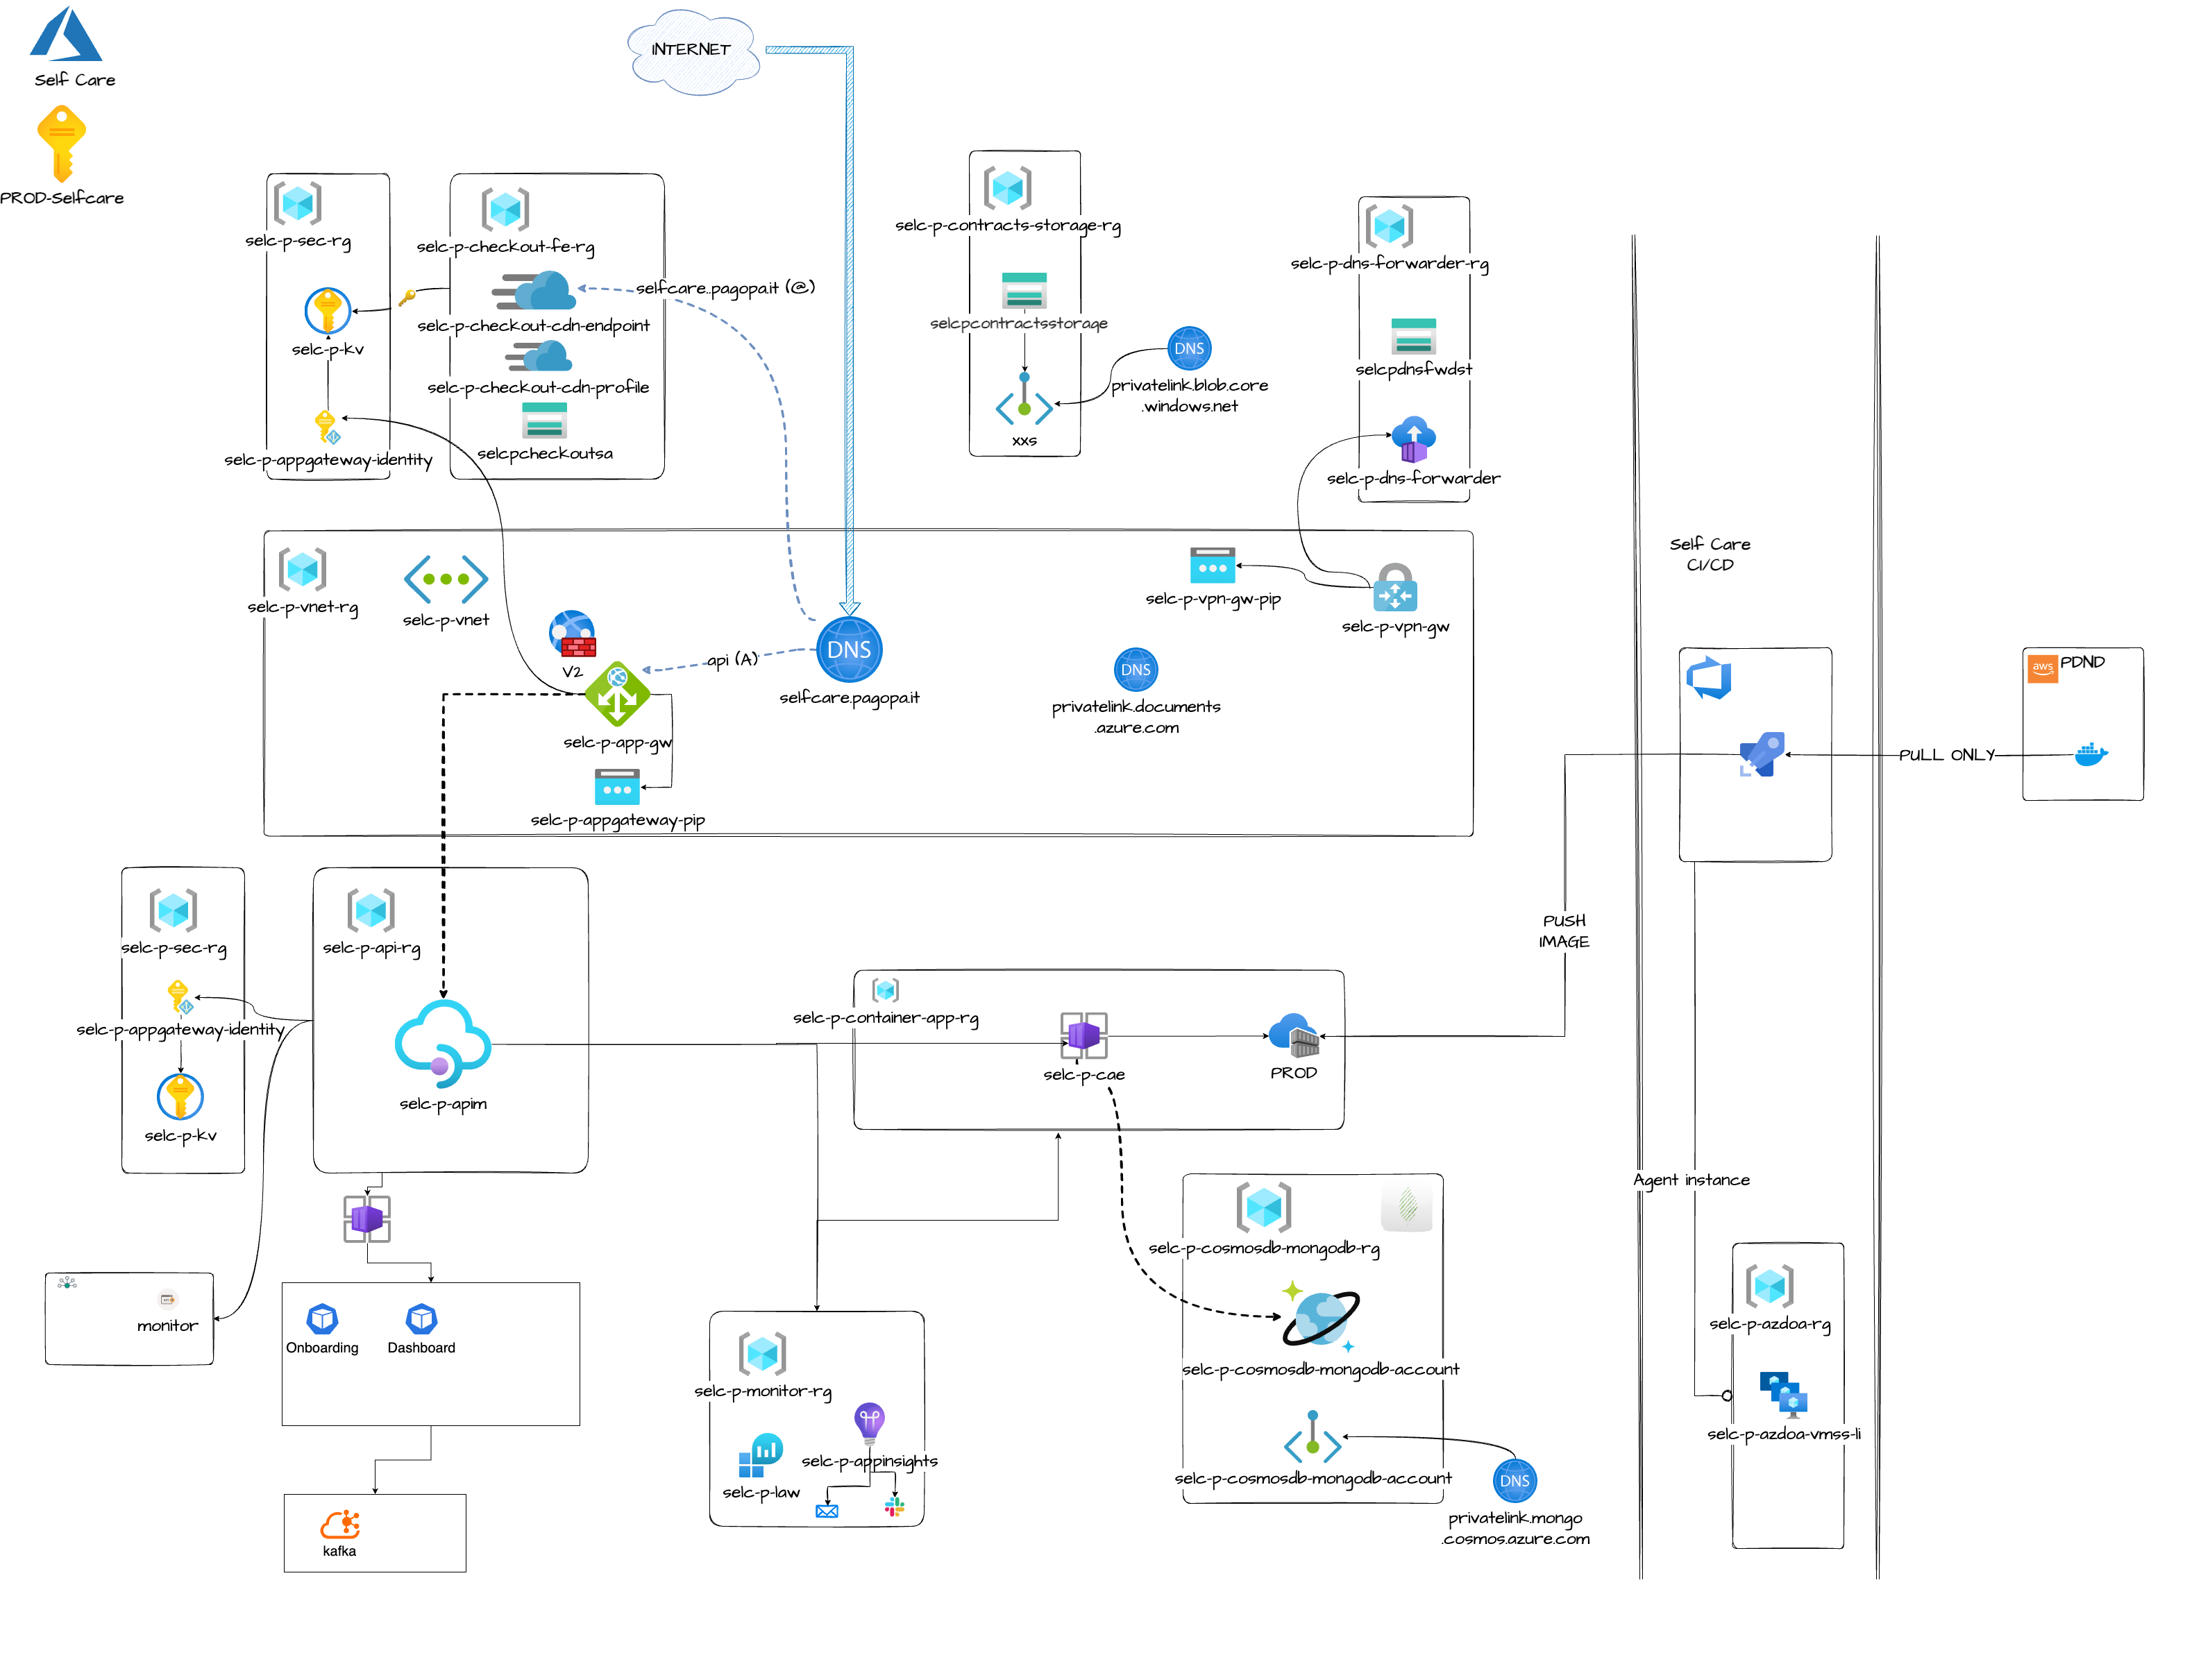 INTERNET
Self Care
PROD-Selfcare
selc-p-sec-rg
selc-p-kv
selc-p-appgateway-identity
selc-p-checkout-fe-rg
selc-p-checkout-cdn-endpoint
selc-p-checkout-cdn-profile
selcpcheckoutsa
selfcare..pagopa.it (@)
selc-p-contracts-storage-rg
selcpcontractsstorage
xxs
DNS
privatelink.blob.core
.windows.net
selc-p-dns-forwarder-rg
selcpdnsfwdst
selc-p-dns-forwarder
selc-p-vnet-rg
selc-p-vnet
V2
selc-p-app-gw
selc-p-appgateway-pip
api (A)
DNS
selfcare.pagopa.it
DNS
privatelink.documents
.azure.com
selc-p-vpn-gw-pip
selc-p-vpn-gw
Self Care
CI/CD
aws
PDND
PULL ONLY
PUSH
IMAGE
selc-p-sec-rg
selc-p-appgateway-identity
selc-p-kv
selc-p-api-rg
selc-p-apim
selc-p-container-app-rg
selc-p-cae
PROD
Agent instance
monitor
Onboarding
Dashboard
kafka
selc-p-monitor-rg
selc-p-law
selc-p-appinsights
selc-p-cosmosdb-mongodb-rg
selc-p-cosmosdb-mongodb-account
selc-p-cosmosdb-mongodb-account
DNS
privatelink.mongo
.cosmos.azure.com
selc-p-azdoa-rg
selc-p-azdoa-vmss-li